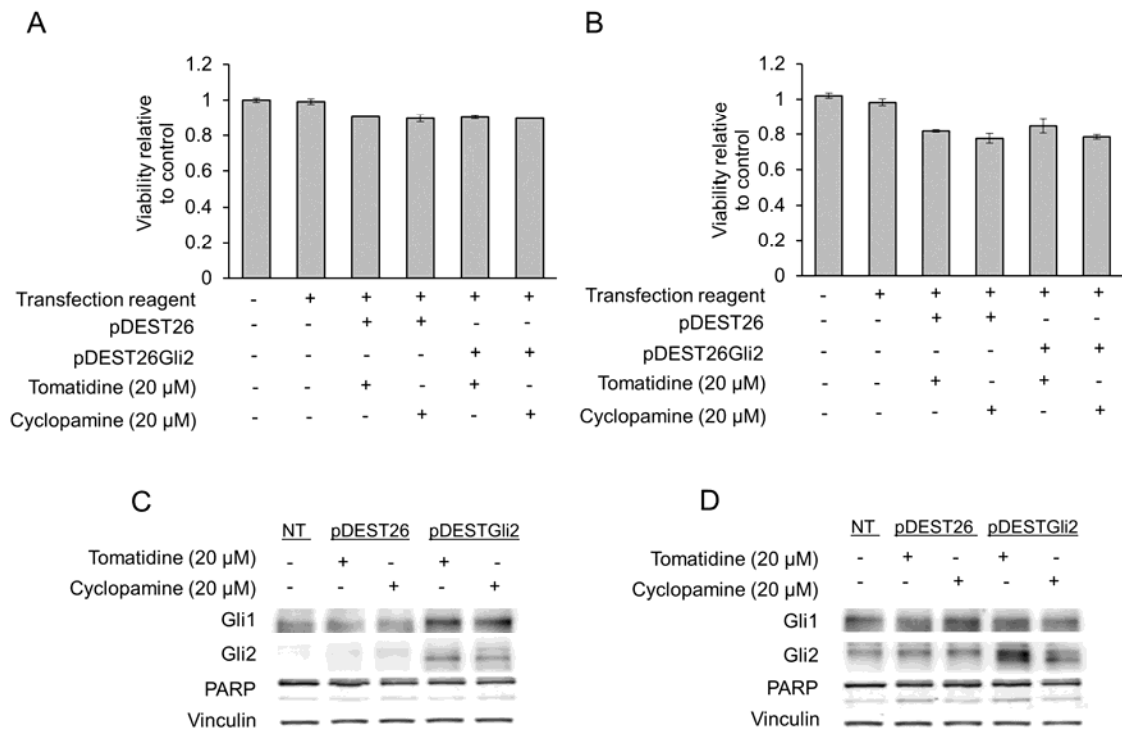 A
1.2
1
0.8
0.6
0.4
0.2
0
Viability relative
to control
Transfection reagent - + + + + +
pDEST26 - - + + - -
pDEST26Gli2 - - - - + +
Tomatidine (20 µM) - - + - + -
Cyclopamine (20 µM) - - - + - +
B
1.2
1
0.8
0.6
0.4
0.2
0
Viability relative
to control
Transfection reagent - + + + + +
pDEST26 - - + + - -
pDEST26Gli2 - - - - + +
Tomatidine (20 µM) - - + - + -
Cyclopamine (20 µM) - - - + - +
C
NT pDEST26 pDESTGli2
Tomatidine (20 µM) - + - + -
Cyclopamine (20 µM) - - + - +
Gli1
Gli2
PARP
Vinculin
D
NT pDEST26 pDESTGli2
Tomatidine (20 µM) - + - + -
Cyclopamine (20 µM) - - + - +
Gli1
Gli2
PARP
Vinculin